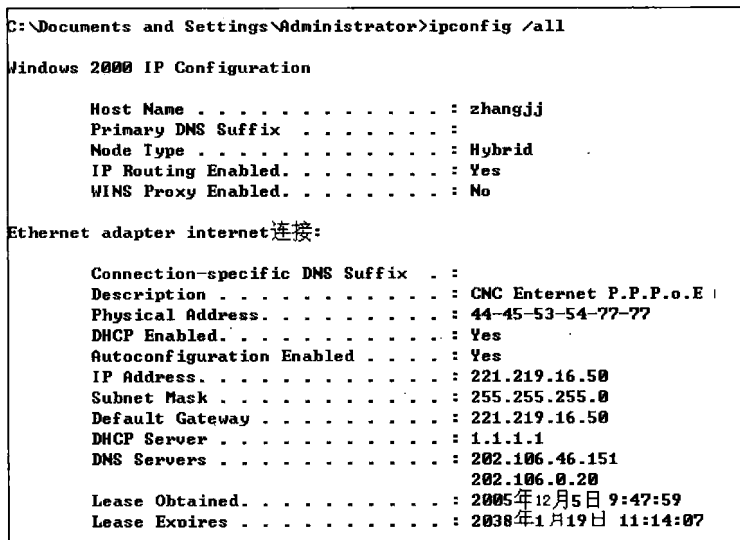 C:\Documents and Settings\Administrator>ipconfig /all
Windows 2000 IP Configuration
Host Name . . . . . . . . . . . . : zhangjj
Primary DNS Suffix . . . . . . . :
Node Type . . . . . . . . . . . . : Hybrid
IP Routing Enabled. . . . . . . . : Yes
WINS Proxy Enabled. . . . . . . . : No
Ethernet adapter internet连接:
Connection-specific DNS Suffix . :
Description . . . . . . . . . . . : CNC Enternet P.P.P.o.E
Physical Address. . . . . . . . . : 44-45-53-54-77-77
DHCP Enabled. . . . . . . . . . . : Yes
Autoconfiguration Enabled . . . . : Yes
IP Address. . . . . . . . . . . . : 221.219.16.50
Subnet Mask . . . . . . . . . . . : 255.255.255.0
Default Gateway . . . . . . . . . : 221.219.16.50
DHCP Server . . . . . . . . . . . : 1.1.1.1
DNS Servers . . . . . . . . . . . : 202.106.46.151
202.106.0.20
Lease Obtained. . . . . . . . . . : 2005年12月5日 9:47:59
Lease Expires . . . . . . . . . . : 2038年1月19日 11:14:07